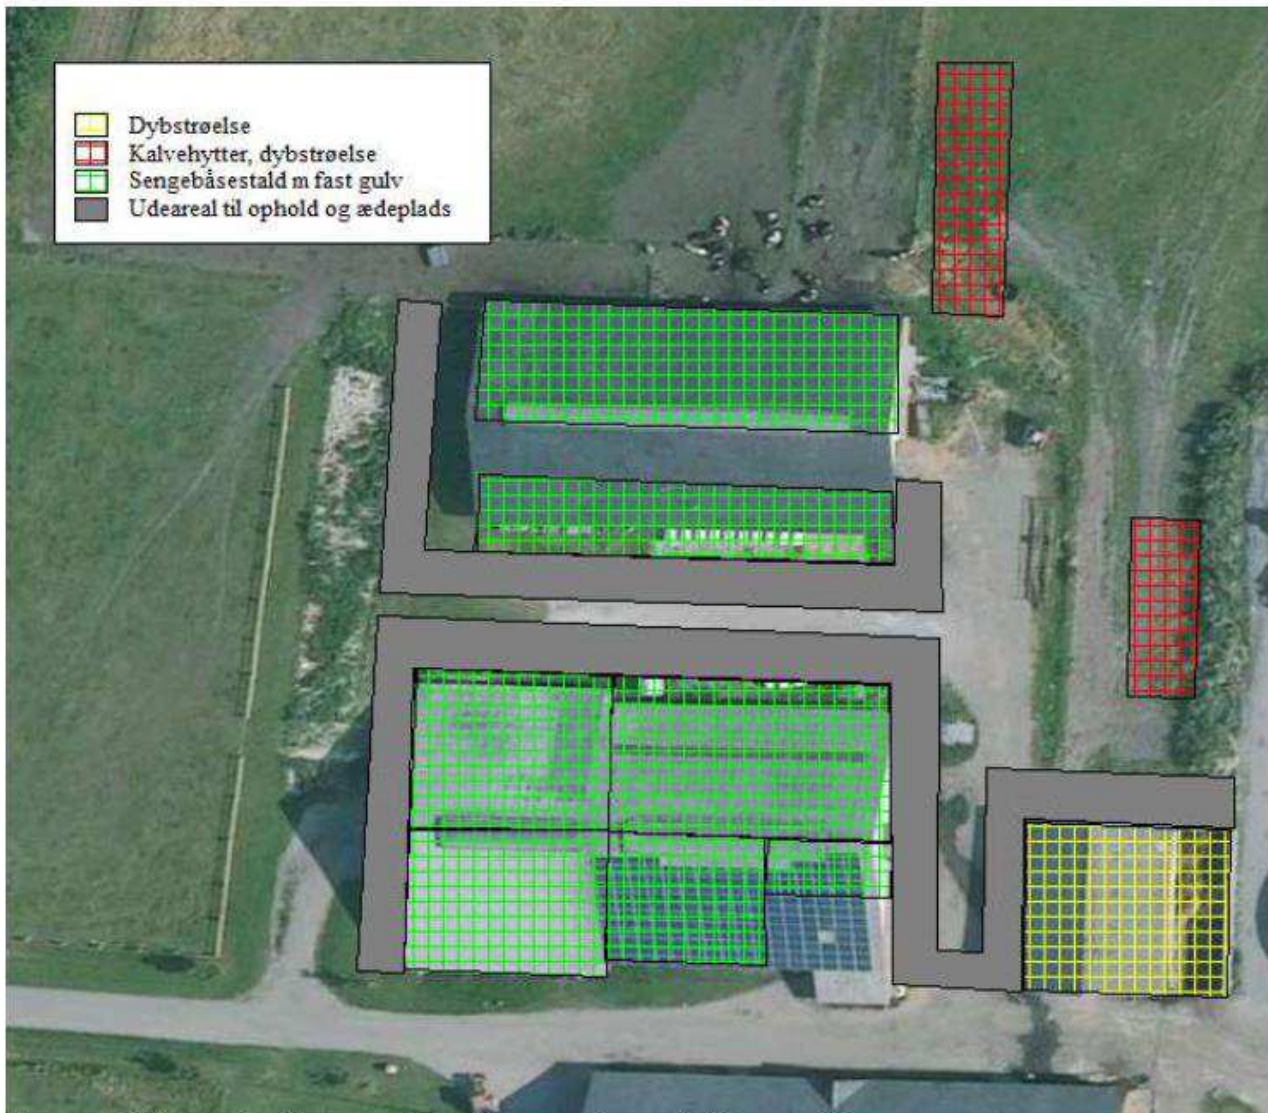 Dybstrøelse
Kalvehytter, dybstrøelse
Sengebåsestald m fast gulv
Udeareal til ophold og ædeplads